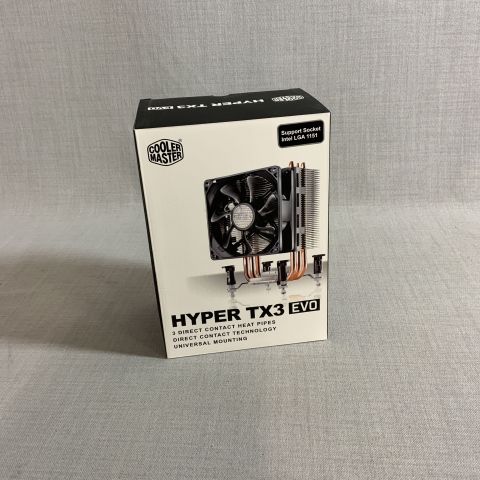 HYPER TX3 EVO
Support Socket
Intel LGA 1151
COOLER
MASTER
HYPER TX3 EVO
3 DIRECT CONTACT HEAT PIPES
DIRECT CONTACT TECHNOLOGY
UNIVERSAL MOUNTING